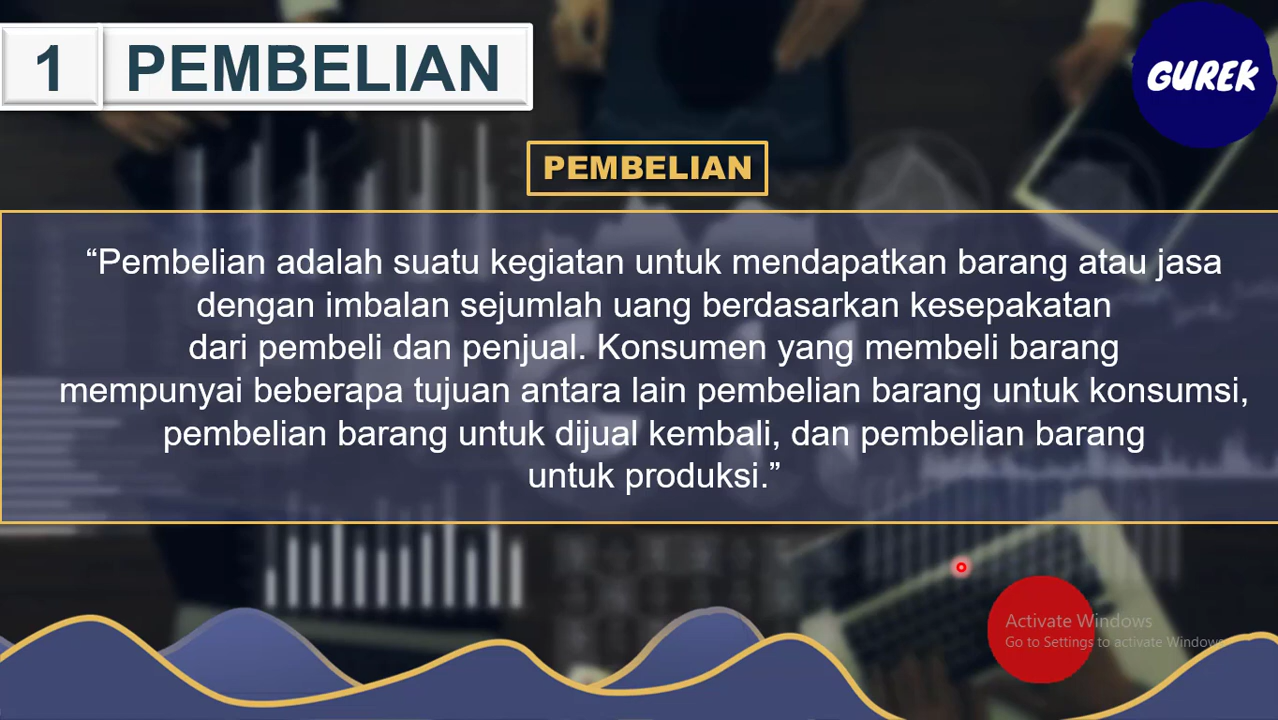 1 PEMBELIAN
GUREK
PEMBELIAN
“Pembelian adalah suatu kegiatan untuk mendapatkan barang atau jasa
dengan imbalan sejumlah uang berdasarkan kesepakatan
dari pembeli dan penjual. Konsumen yang membeli barang
mempunyai beberapa tujuan antara lain pembelian barang untuk konsumsi,
pembelian barang untuk dijual kembali, dan pembelian barang
untuk produksi.”
Activate Windows
Go to Settings to activate Windows.